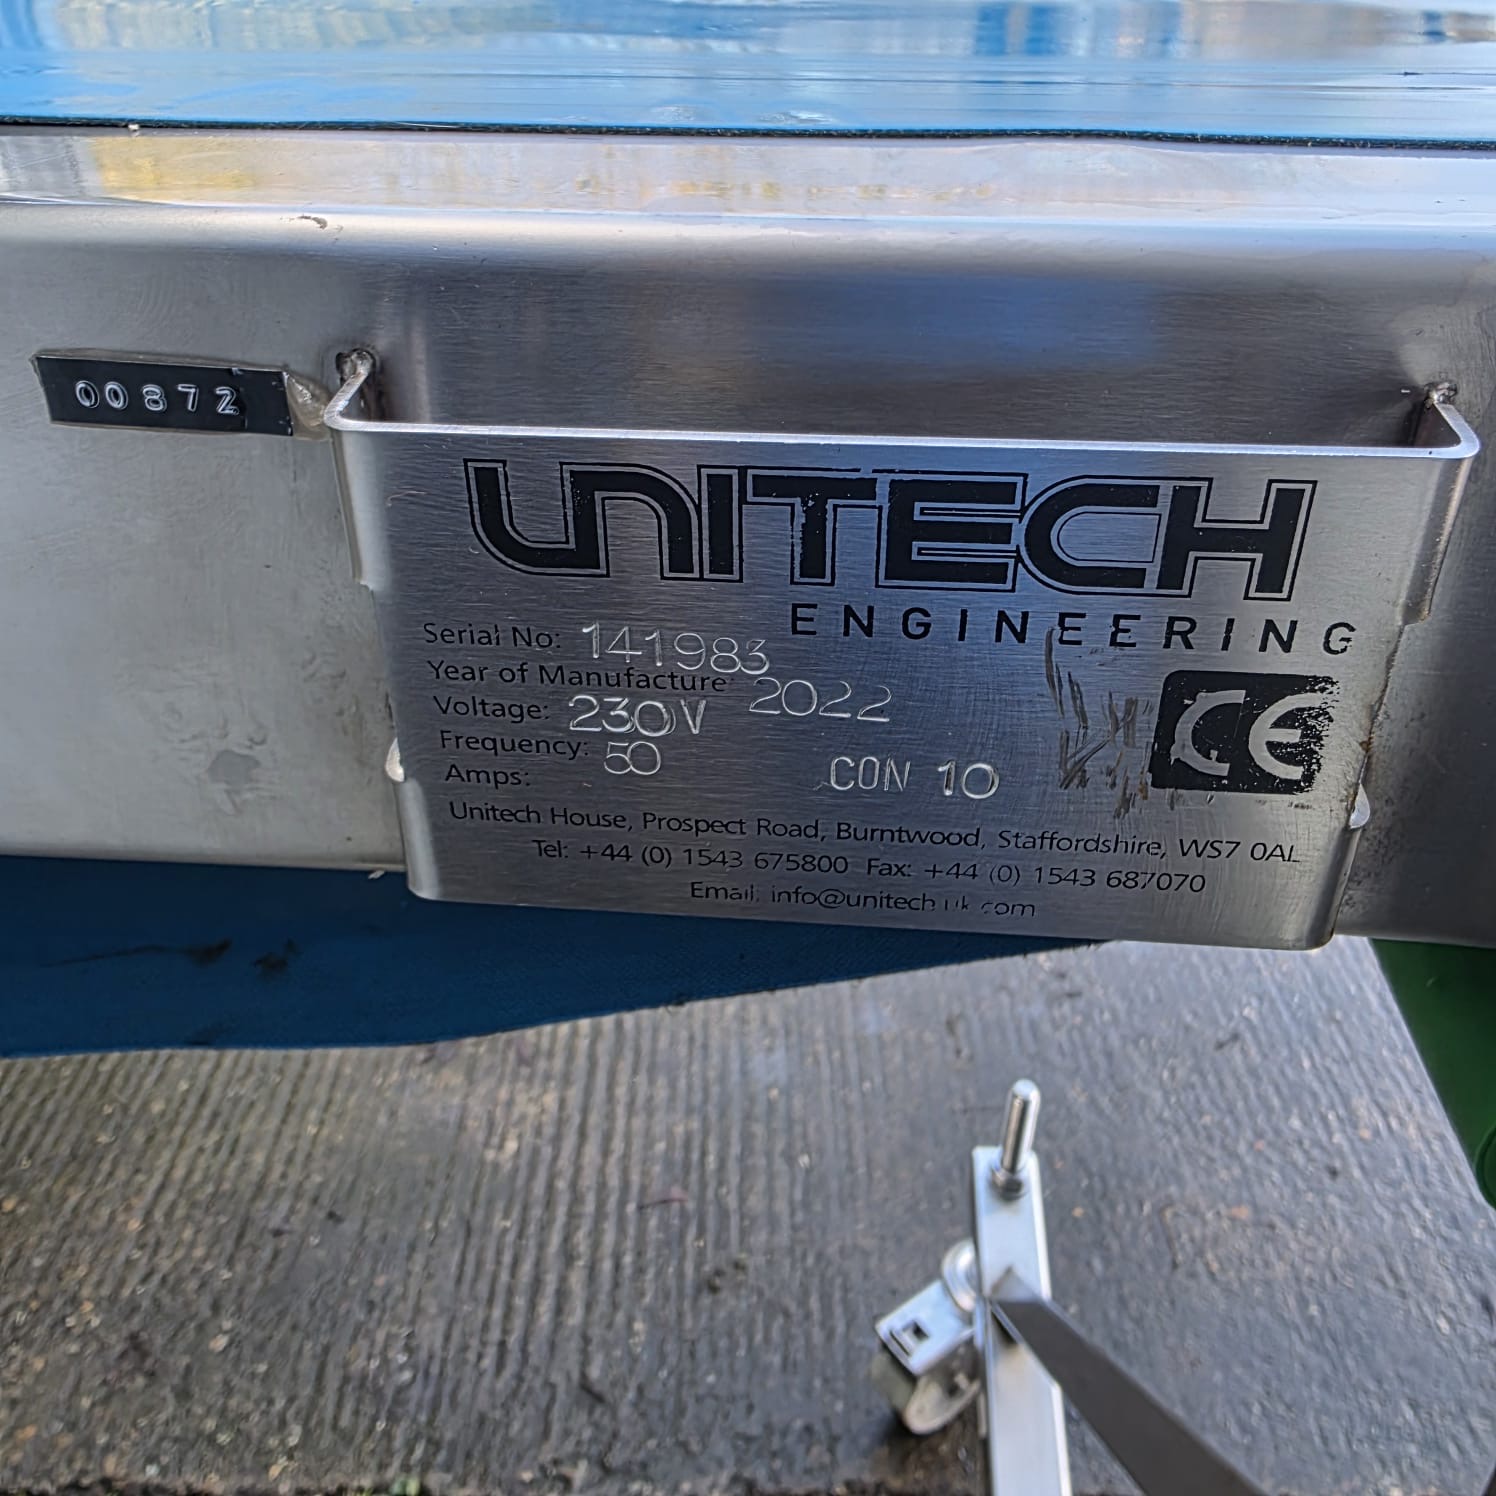 00872
UNITECH
ENGINEERING
Serial No: 141983
Year of Manufacture 2022
Voltage: 230V
Frequency: 50
Amps:
CON 10
CE
Unitech House, Prospect Road, Burntwood, Staffordshire, WS7 0AL
Tel: +44 (0) 1543 675800 Fax: +44 (0) 1543 687070
Email: info@unitech uk com